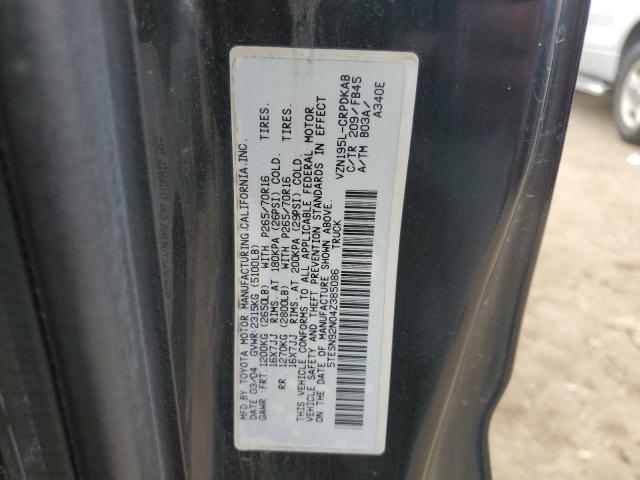 MFD BY TOYOTA MOTOR MANUFACTURING, CALIFORNIA, INC.
DATE 03/04 GVWR 2315KG (5100LB)
GAWR FRT 1200KG (2650LB) WITH P265/70R16 TIRES.
16X7JJ RIMS. AT 180KPA (26PSI) COLD.
RR 1270KG (2800LB) WITH P265/70R16 TIRES.
16X7JJ RIMS. AT 200KPA (29PSI) COLD.
THIS VEHICLE CONFORMS TO ALL APPLICABLE FEDERAL MOTOR
VEHICLE SAFETY AND THEFT PREVENTION STANDARDS IN EFFECT
ON THE DATE OF MANUFACTURE SHOWN ABOVE.
5TESN92N04Z385086 TRUCK
VZN195L-CRPDKAB
C/TR 209/FB45
A/TM B03A/
A340E